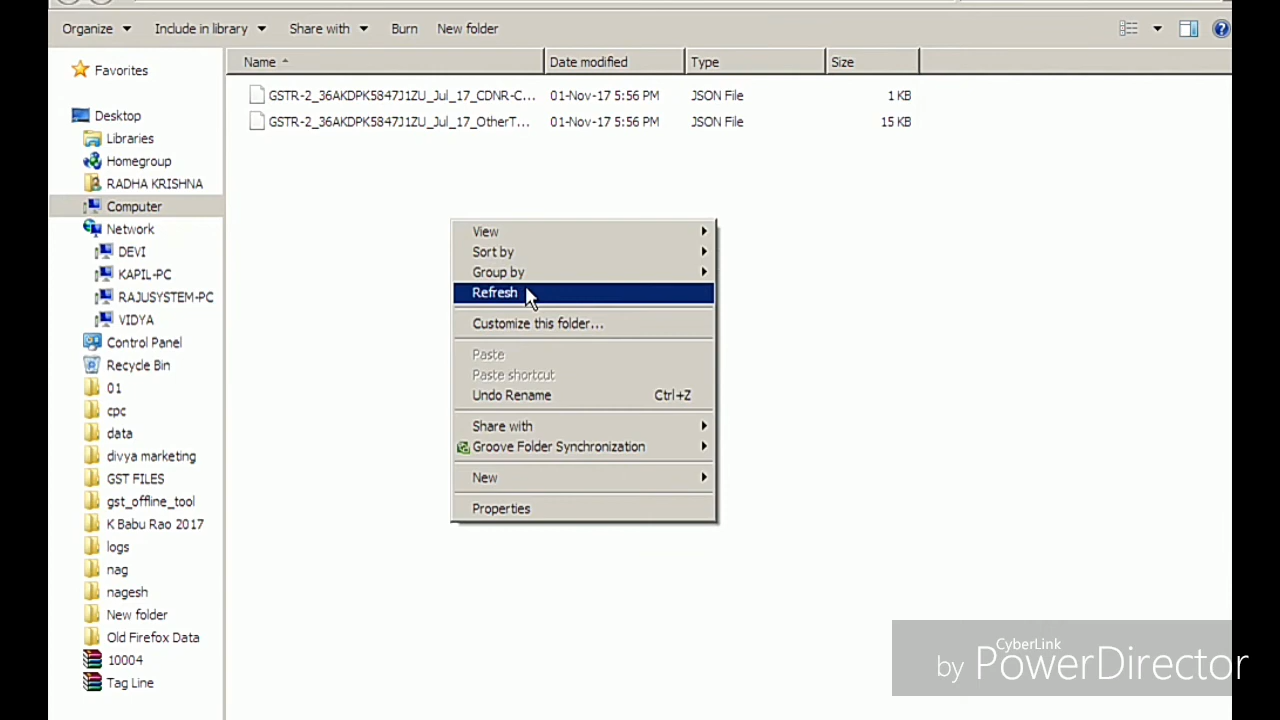 Organize Include in library Share with Burn New folder
Name Date modified Type Size
GSTR-2_36AKDPK5847J1ZU_Jul_17_CDNR-C... 01-Nov-17 5:56 PM JSON File 1 KB
GSTR-2_36AKDPK5847J1ZU_Jul_17_OtherT... 01-Nov-17 5:56 PM JSON File 15 KB
Favorites
Desktop
Libraries
Homegroup
RADHA KRISHNA
Computer
Network
DEVI
KAPIL-PC
RAJUSYSTEM-PC
VIDYA
Control Panel
Recycle Bin
01
cpc
data
divya marketing
GST FILES
gst_offline_tool
K Babu Rao 2017
logs
nag
nagesh
New folder
Old Firefox Data
10004
Tag Line
View
Sort by
Group by
Refresh
Customize this folder...
Paste
Paste shortcut
Undo Rename Ctrl+Z
Share with
Groove Folder Synchronization
New
Properties
CyberLink
by PowerDirector